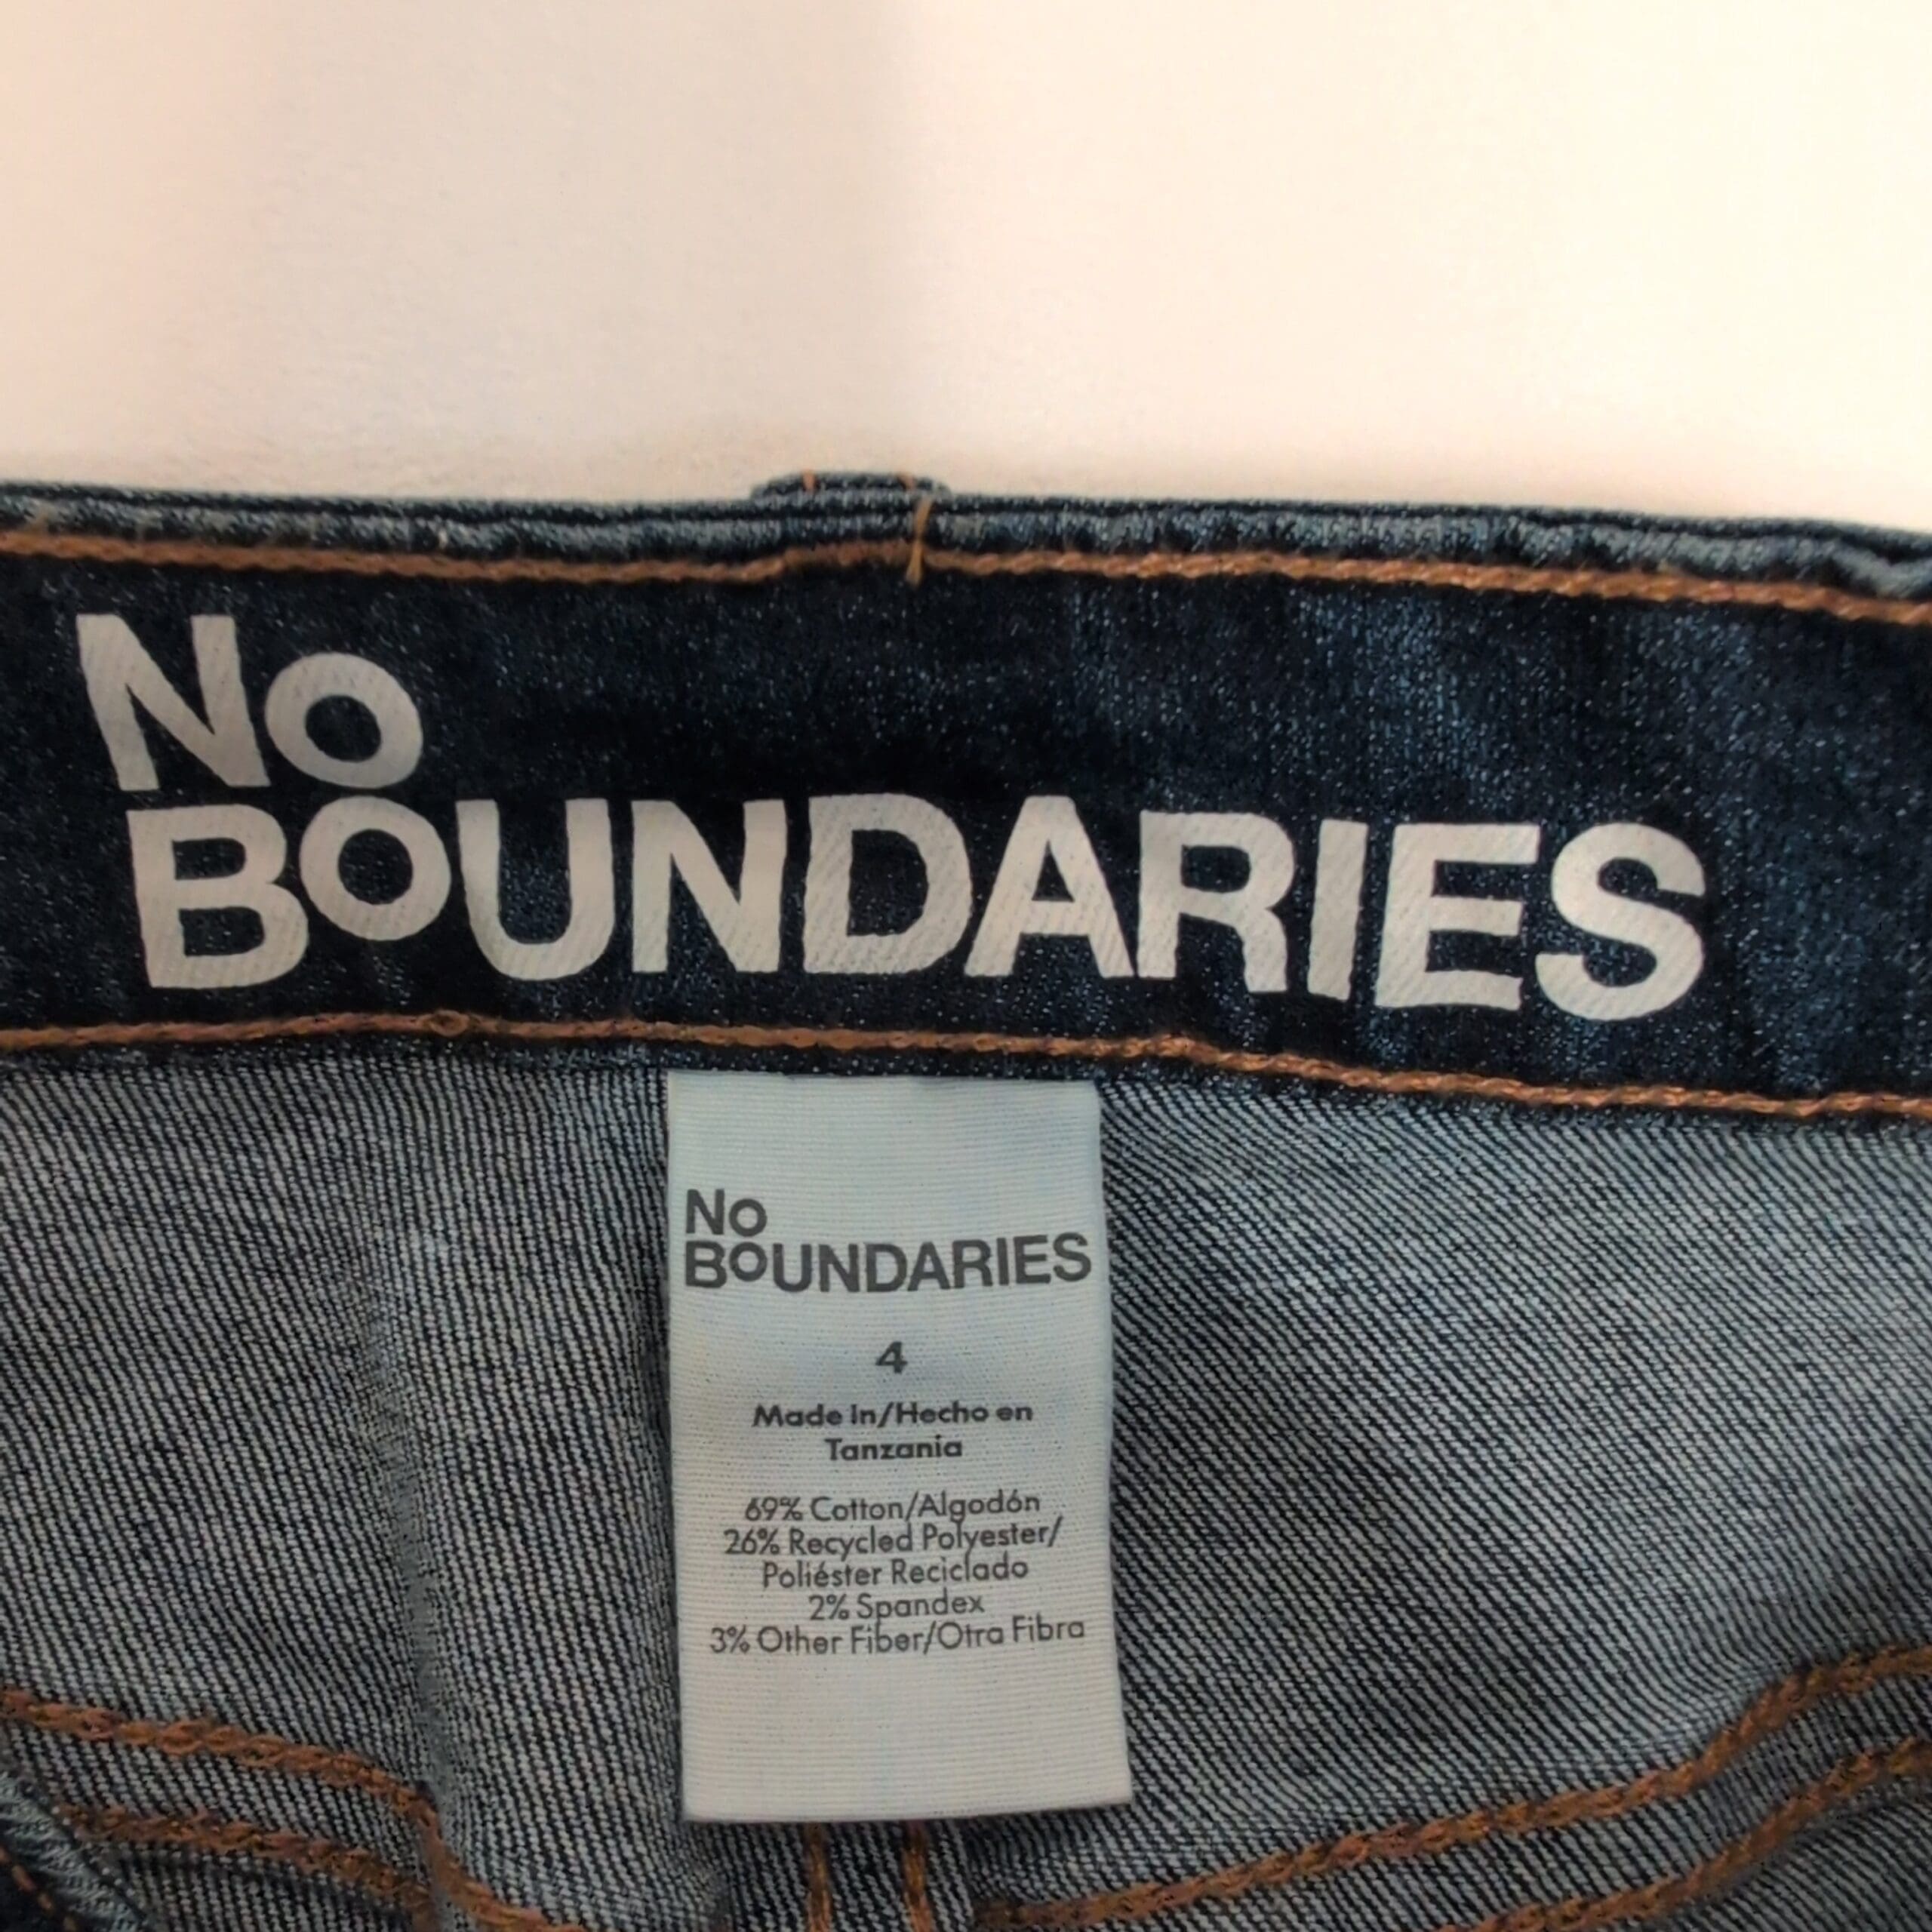 No
BOUNDARIES
No
BOUNDARIES
4
Made in/Hecho en
Tanzania
69% Cotton/Algodón
26% Recycled Polyester/
Poliéster Reciclado
2% Spandex
3% Other Fiber/Otra Fibra